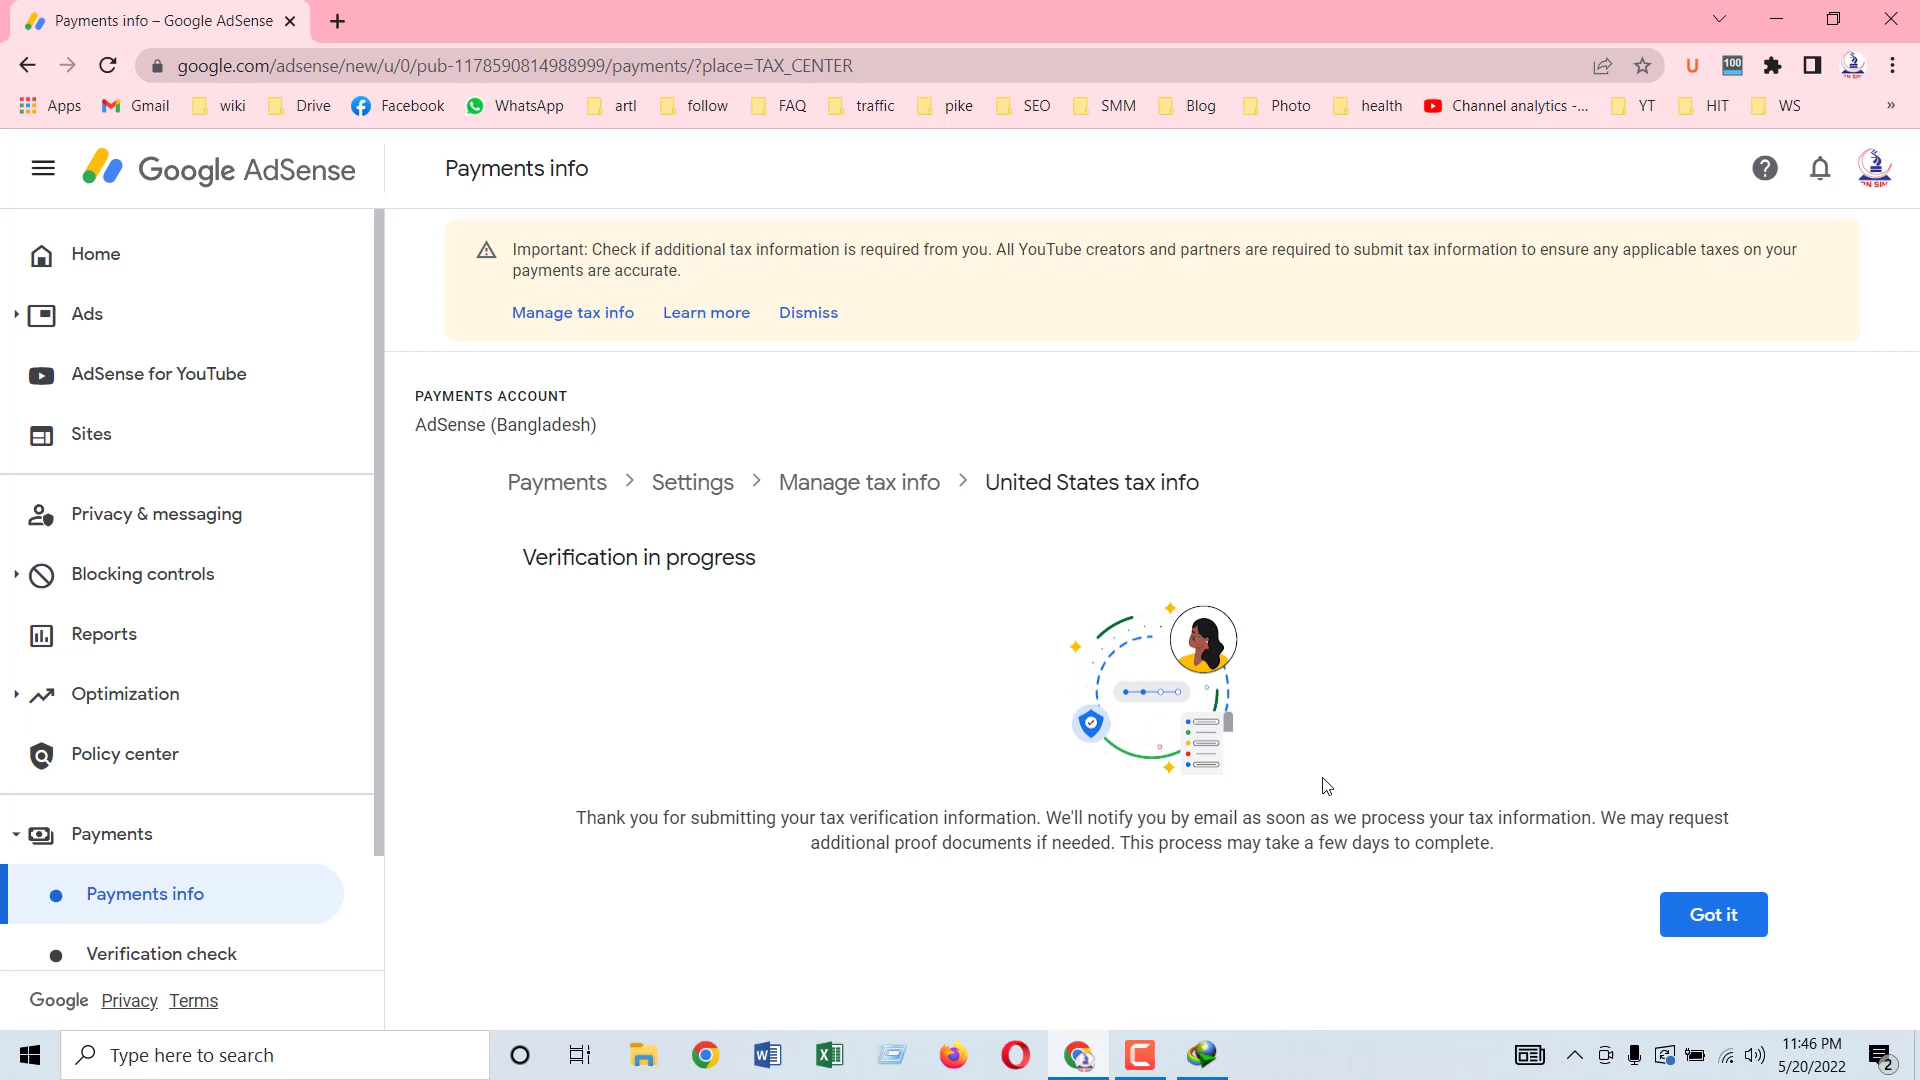 Payments info – Google AdSense
google.com/adsense/new/u/0/pub-1178590814988999/payments/?place=TAX_CENTER
U
100
Apps
Gmail
wiki
Drive
Facebook
WhatsApp
artl
follow
FAQ
traffic
pike
SEO
SMM
Blog
Photo
health
Channel analytics -...
YT
HIT
WS
»
Google AdSense
Payments info
Home
Ads
AdSense for YouTube
Sites
Privacy & messaging
Blocking controls
Reports
Optimization
Policy center
Payments
Payments info
Verification check
Google Privacy Terms
Important: Check if additional tax information is required from you. All YouTube creators and partners are required to submit tax information to ensure any applicable taxes on your
payments are accurate.
Manage tax info Learn more Dismiss
PAYMENTS ACCOUNT
AdSense (Bangladesh)
Payments > Settings > Manage tax info > United States tax info
Verification in progress
Thank you for submitting your tax verification information. We'll notify you by email as soon as we process your tax information. We may request
additional proof documents if needed. This process may take a few days to complete.
Got it
Type here to search
11:46 PM
5/20/2022
2